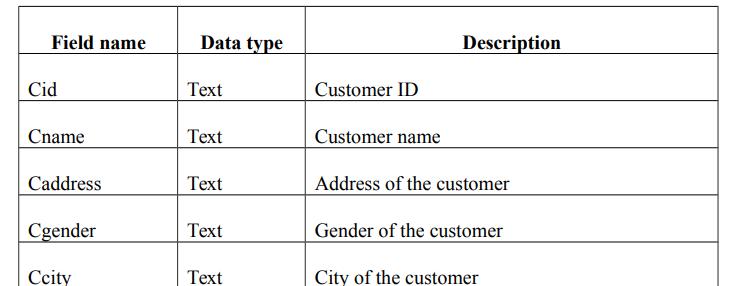 Field name Data type Description
Cid Text Customer ID
Cname Text Customer name
Caddress Text Address of the customer
Cgender Text Gender of the customer
Ccity Text City of the customer